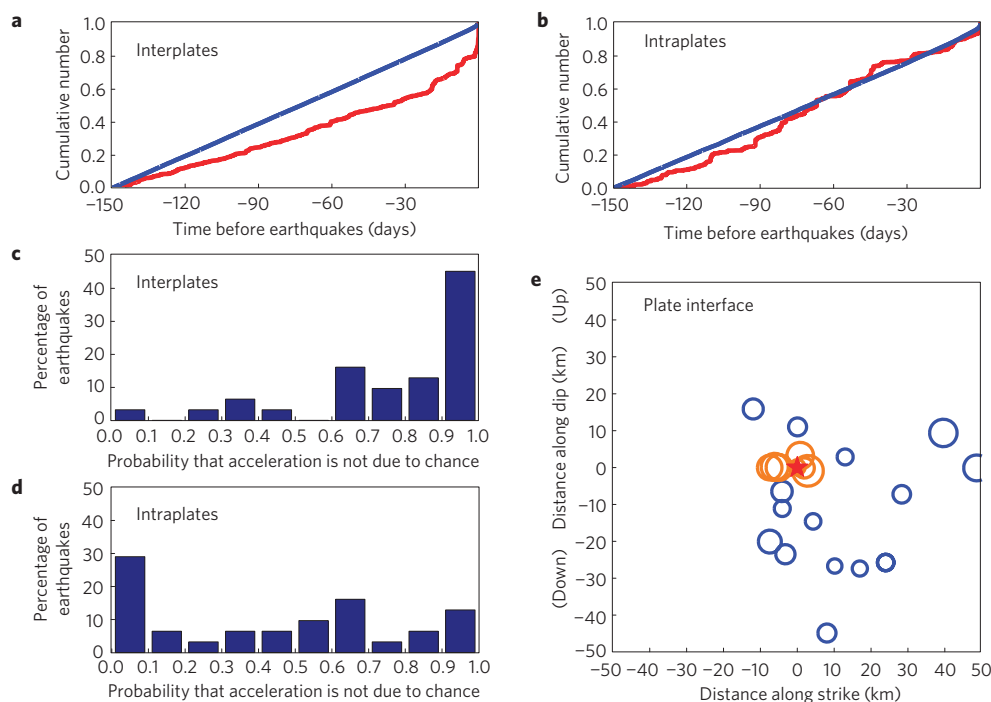 a
Interplates
Cumulative number
1.0
0.8
0.6
0.4
0.2
0.0
−150 −120 −90 −60 −30
Time before earthquakes (days)
b
Intraplates
Cumulative number
1.0
0.8
0.6
0.4
0.2
0.0
−150 −120 −90 −60 −30
Time before earthquakes (days)
c
Interplates
Percentage of
earthquakes
50
40
30
20
10
0
0.0 0.1 0.2 0.3 0.4 0.5 0.6 0.7 0.8 0.9 1.0
Probability that acceleration is not due to chance
d
Intraplates
Percentage of
earthquakes
50
40
30
20
10
0
0.0 0.1 0.2 0.3 0.4 0.5 0.6 0.7 0.8 0.9 1.0
Probability that acceleration is not due to chance
e
Plate interface
(Down) Distance along dip (km) (Up)
50
40
30
20
10
0
−10
−20
−30
−40
−50
−50 −40 −30 −20 −10 0 10 20 30 40 50
Distance along strike (km)